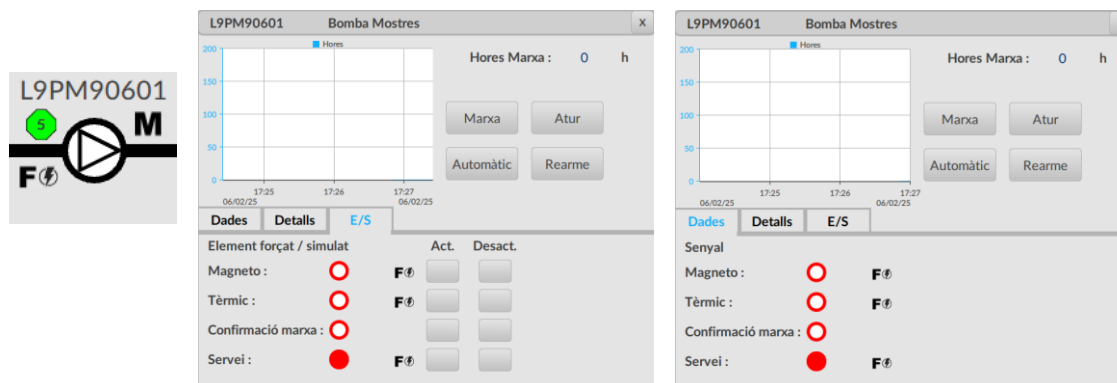 L9PM90601
5
M
F
L9PM90601 Bomba Mostres x
Hores
200
150
100
50
0
17:25 17:26 17:27
06/02/25 06/02/25
Hores Marxa : 0 h
Marxa Atur
Automàtic Rearme
Dades Detalls E/S
Element forçat / simulat Act. Desact.
Magneto : F
Tèrmic : F
Confirmació marxa :
Servei : F
L9PM90601 Bomba Mostres
Hores
200
150
100
50
0
17:25 17:26 17:27
06/02/25 06/02/25
Hores Marxa : 0 h
Marxa Atur
Automàtic Rearme
Dades Detalls E/S
Senyal
Magneto : F
Tèrmic : F
Confirmació marxa :
Servei : F